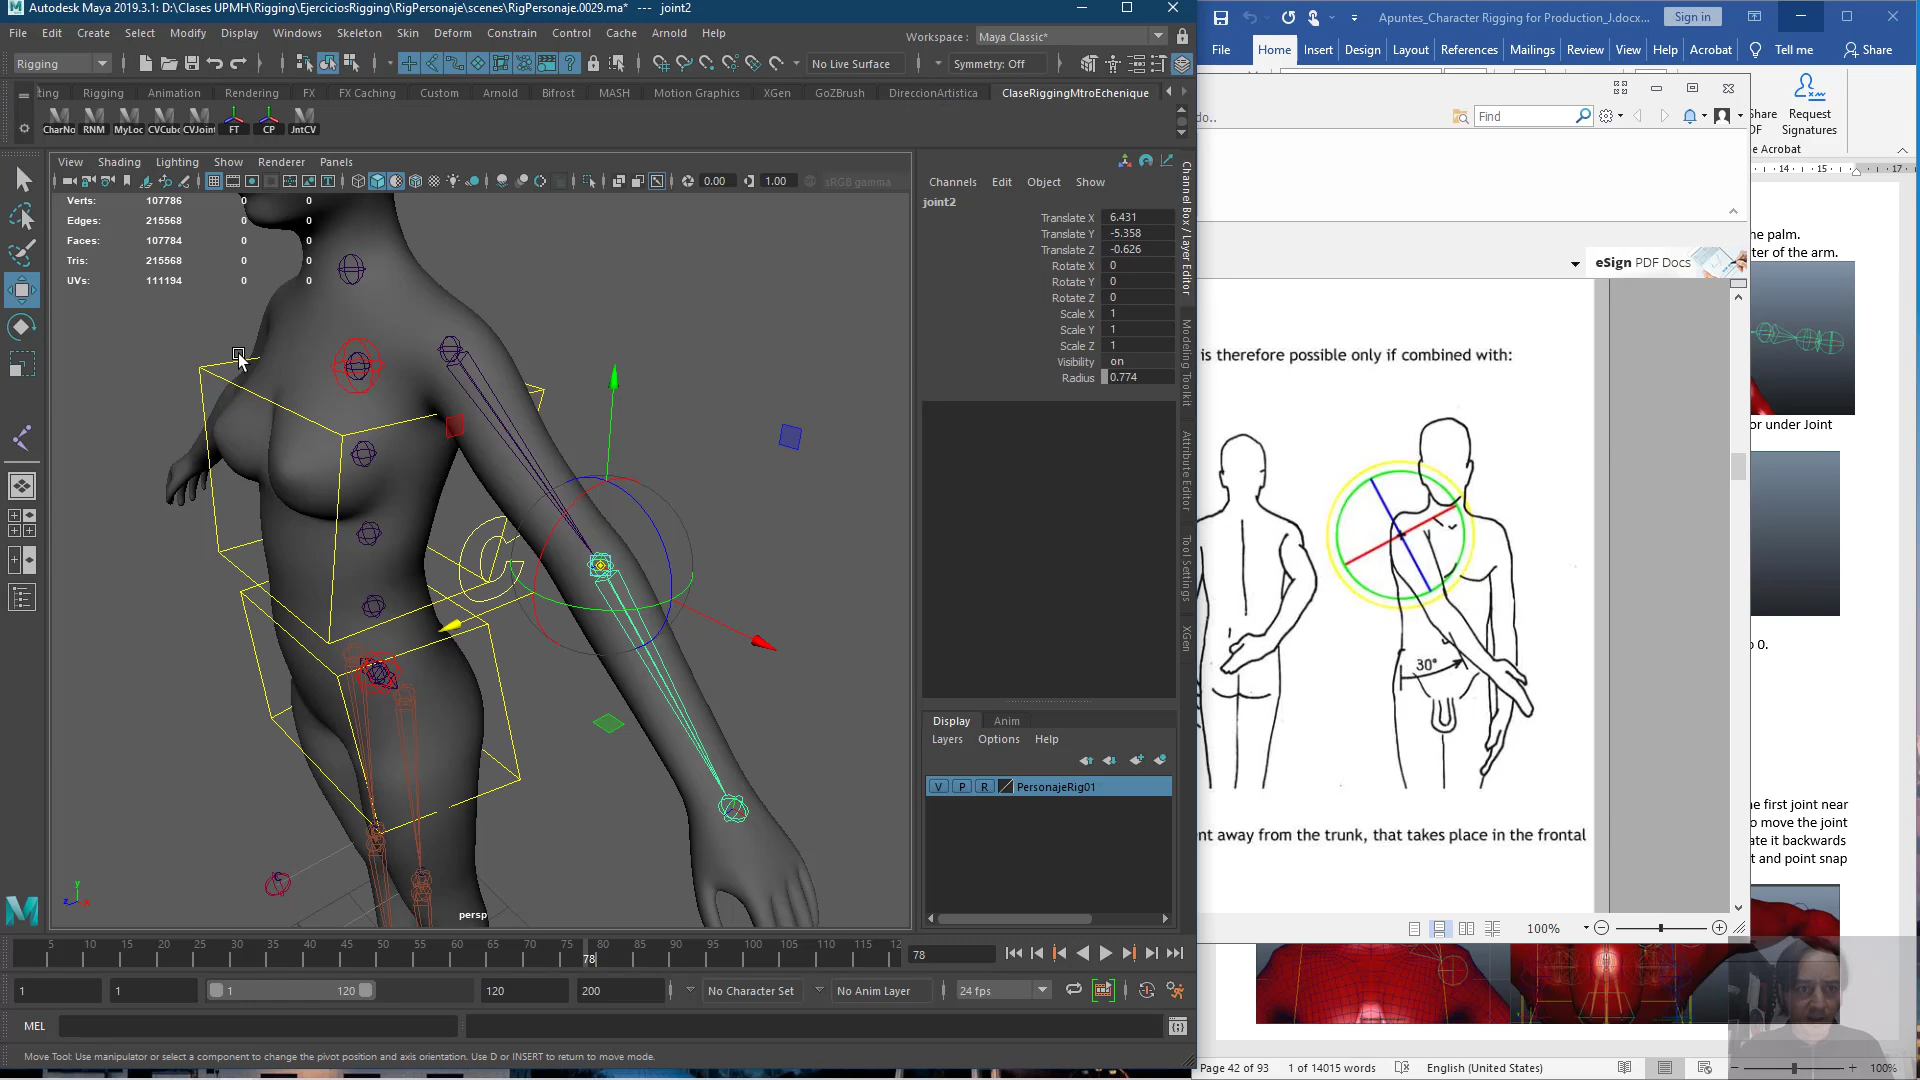 Autodesk Maya 2019.3.1: D:\Clases UPMH\Rigging\EjerciciosRigging\RigPersonaje\scenes\RigPersonaje.0029.ma* --- joint2
File Edit Create Select Modify Display Windows Skeleton Skin Deform Constrain Control Cache Arnold Help
Workspace : Maya Classic*
Rigging
No Live Surface
Symmetry: Off
ting Rigging Animation Rendering FX FX Caching Custom Arnold Bifrost MASH Motion Graphics XGen GoZBrush DireccionArtistica ClaseRiggingMtroEchenique
CharNo RNM MyLoc CVCubo CVJoint FT CP JntCV
View Shading Lighting Show Renderer Panels
0.00 1.00 sRGB gamma
Verts: 107786 0 0
Edges: 215568 0 0
Faces: 107784 0 0
Tris: 215568 0 0
UVs: 111194 0 0
persp
Channels Edit Object Show
joint2
Translate X 6.431
Translate Y -5.358
Translate Z -0.626
Rotate X 0
Rotate Y 0
Rotate Z 0
Scale X 1
Scale Y 1
Scale Z 1
Visibility on
Radius 0.774
Channel Box / Layer Editor
Modeling Toolkit
Attribute Editor
Tool Settings
XGen
Display Anim
Layers Options Help
V P R PersonajeRig01
5 10 15 20 25 30 35 40 45 50 55 60 65 70 75 80 85 90 95 100 105 110 115 12
78
78
1 1 1 120 120 200 No Character Set No Anim Layer 24 fps
MEL
Move Tool: Use manipulator or select a component to change the pivot position and axis orientation. Use D or INSERT to return to move mode.
Apuntes_Character Rigging for Production_J.docx...
Sign in
File Home Insert Design Layout References Mailings Review View Help Acrobat Tell me Share
Share
DF
Request
Signatures
e Acrobat
14 15 17
do..
Find
eSign PDF Docs
is therefore possible only if combined with:
30°
nt away from the trunk, that takes place in the frontal
100%
he palm.
ter of the arm.
or under Joint
o 0.
he first joint near
o move the joint
ate it backwards
t and point snap
Page 42 of 93 1 of 14015 words English (United States) 100%